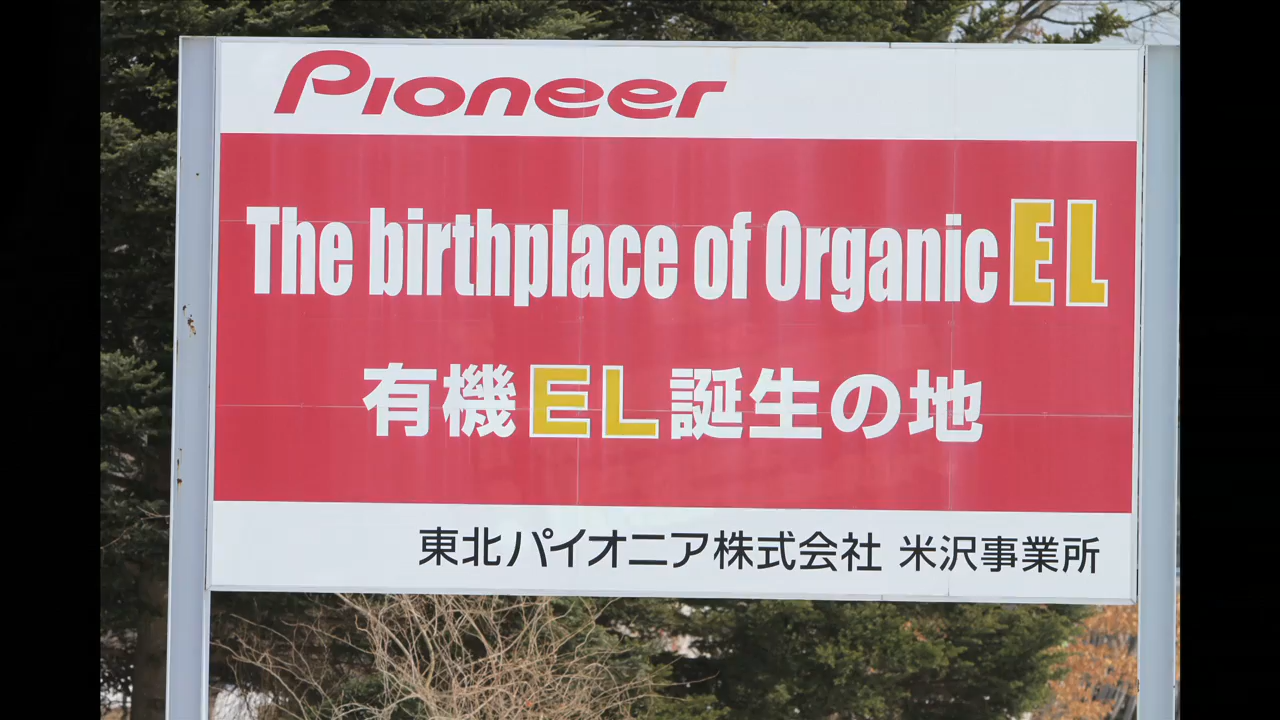 Pioneer
The birthplace of Organic EL
有機EL誕生の地
東北パイオニア株式会社 米沢事業所